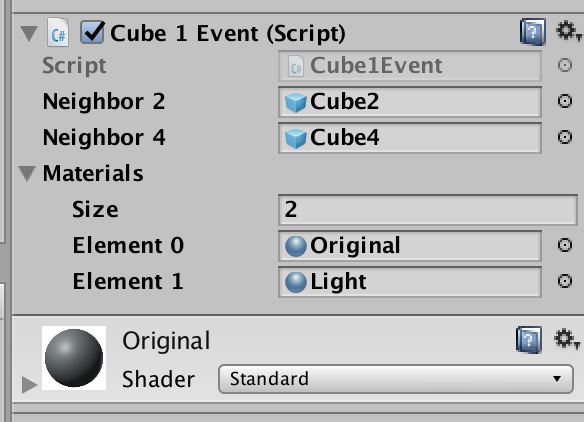 Cube 1 Event (Script)
Script Cube1Event
Neighbor 2 Cube2
Neighbor 4 Cube4
Materials
Size 2
Element 0 Original
Element 1 Light
Original
Shader Standard